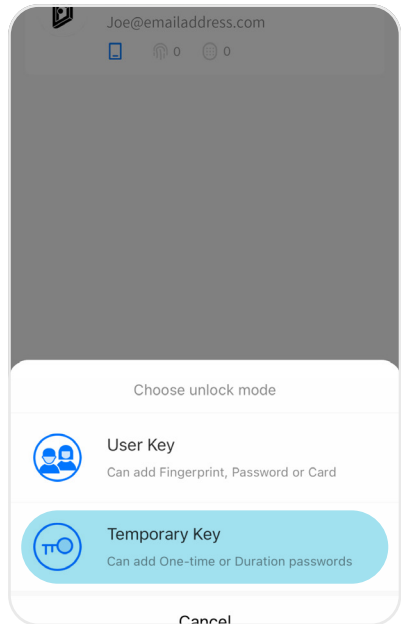 Joe@emailaddress.com
0 0
Choose unlock mode
User Key
Can add Fingerprint, Password or Card
Temporary Key
Can add One-time or Duration passwords
Cancel